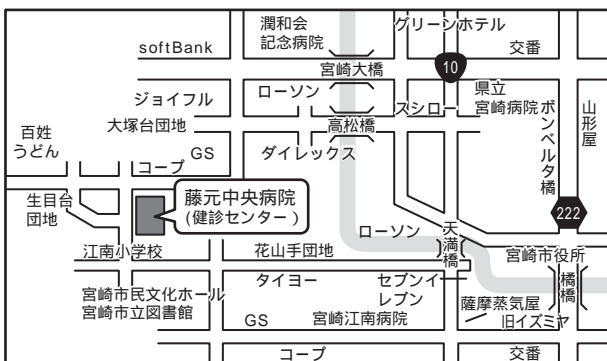 潤和会
記念病院
グリーンホテル
softBank
交番
宮崎大橋
10
県立
宮崎病院
ジョイフル
ローソン
スシロー
ボンベルタ橘
山形屋
大塚台団地
高松橋
百姓
うどん
GS
ダイレックス
コープ
生目台
団地
藤元中央病院
(健診センター)
222
ローソン
天満橋
江南小学校
花山手団地
宮崎市役所
タイヨー
セブンイ
レブン
橘橋
宮崎市民文化ホール
宮崎市立図書館
GS
宮崎江南病院
薩摩蒸気屋
旧イズミヤ
コープ
交番